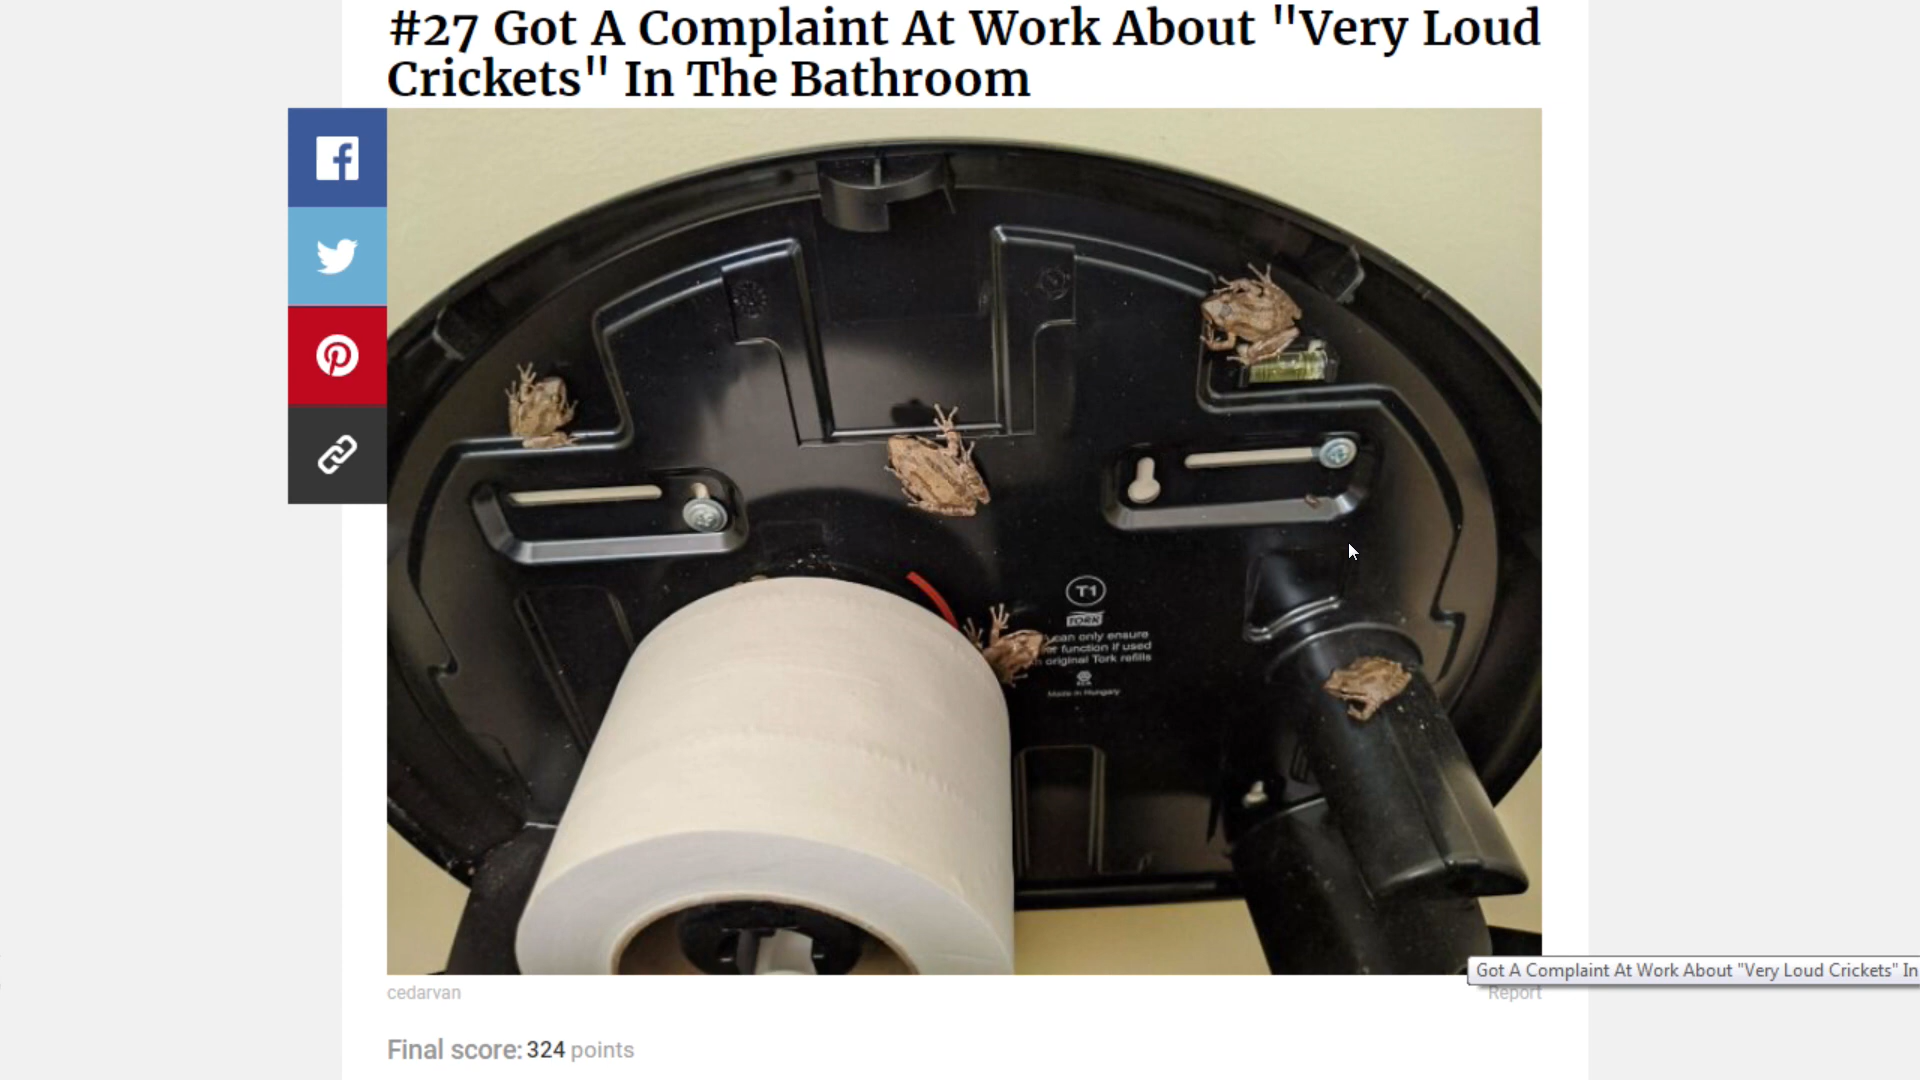 #27 Got A Complaint At Work About "Very Loud
Crickets" In The Bathroom
T1
TORK
can only ensure
function if used
original Tork refills
Made in Hungary
Got A Complaint At Work About "Very Loud Crickets" In
cedarvan
Report
Final score: 324 points